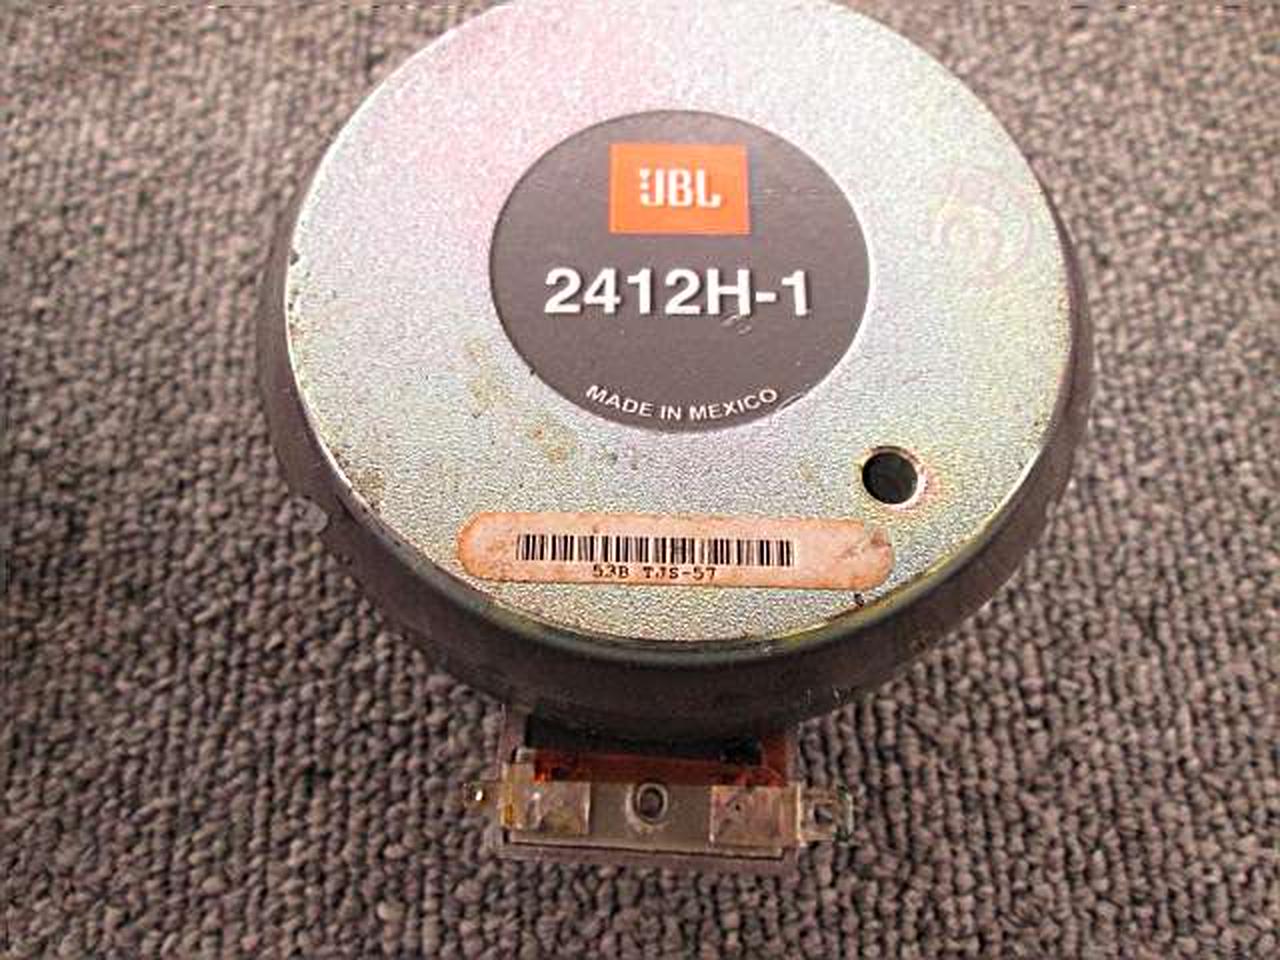 JBL
2412H-1
MADE IN MEXICO
53B TJS-57